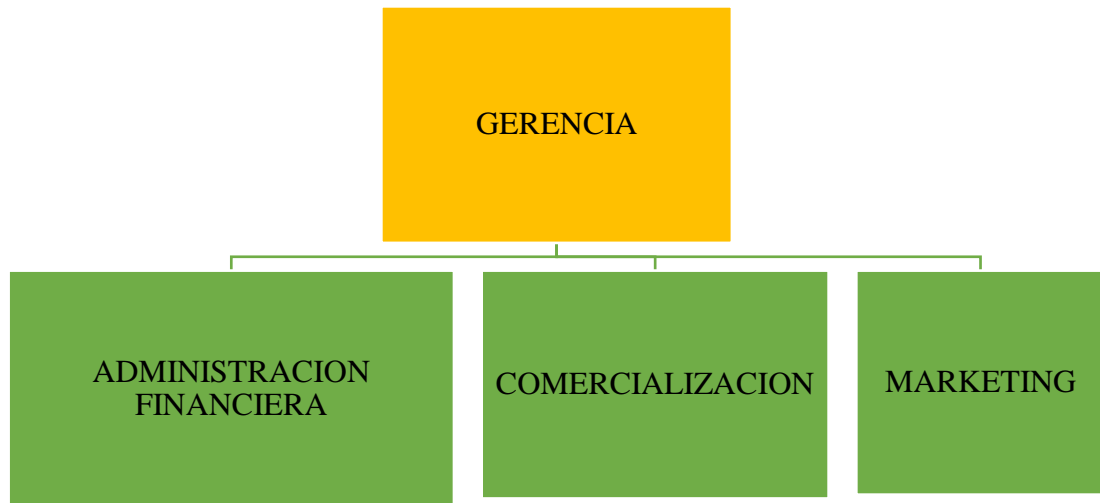 GERENCIA
ADMINISTRACION
FINANCIERA
COMERCIALIZACION
MARKETING